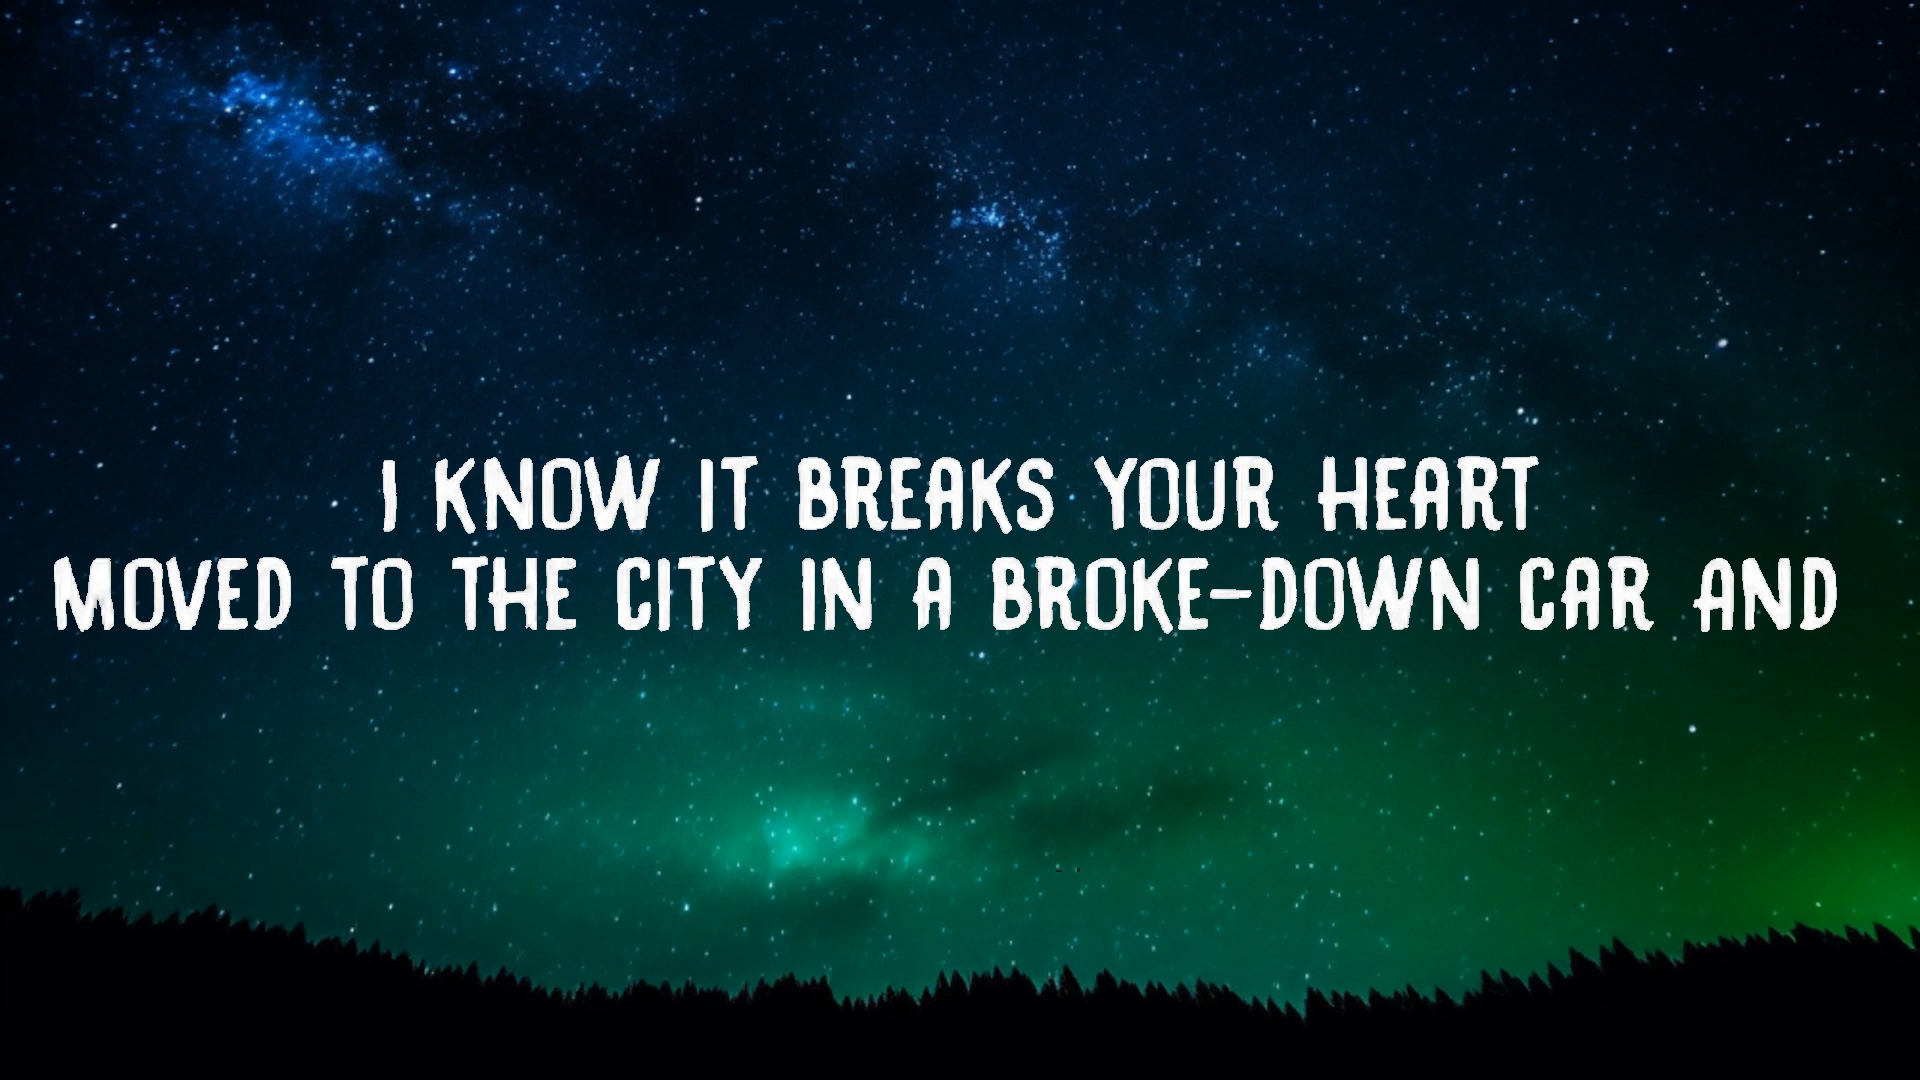 I KNOW IT BREAKS YOUR HEART
MOVED TO THE CITY IN A BROKE-DOWN CAR AND